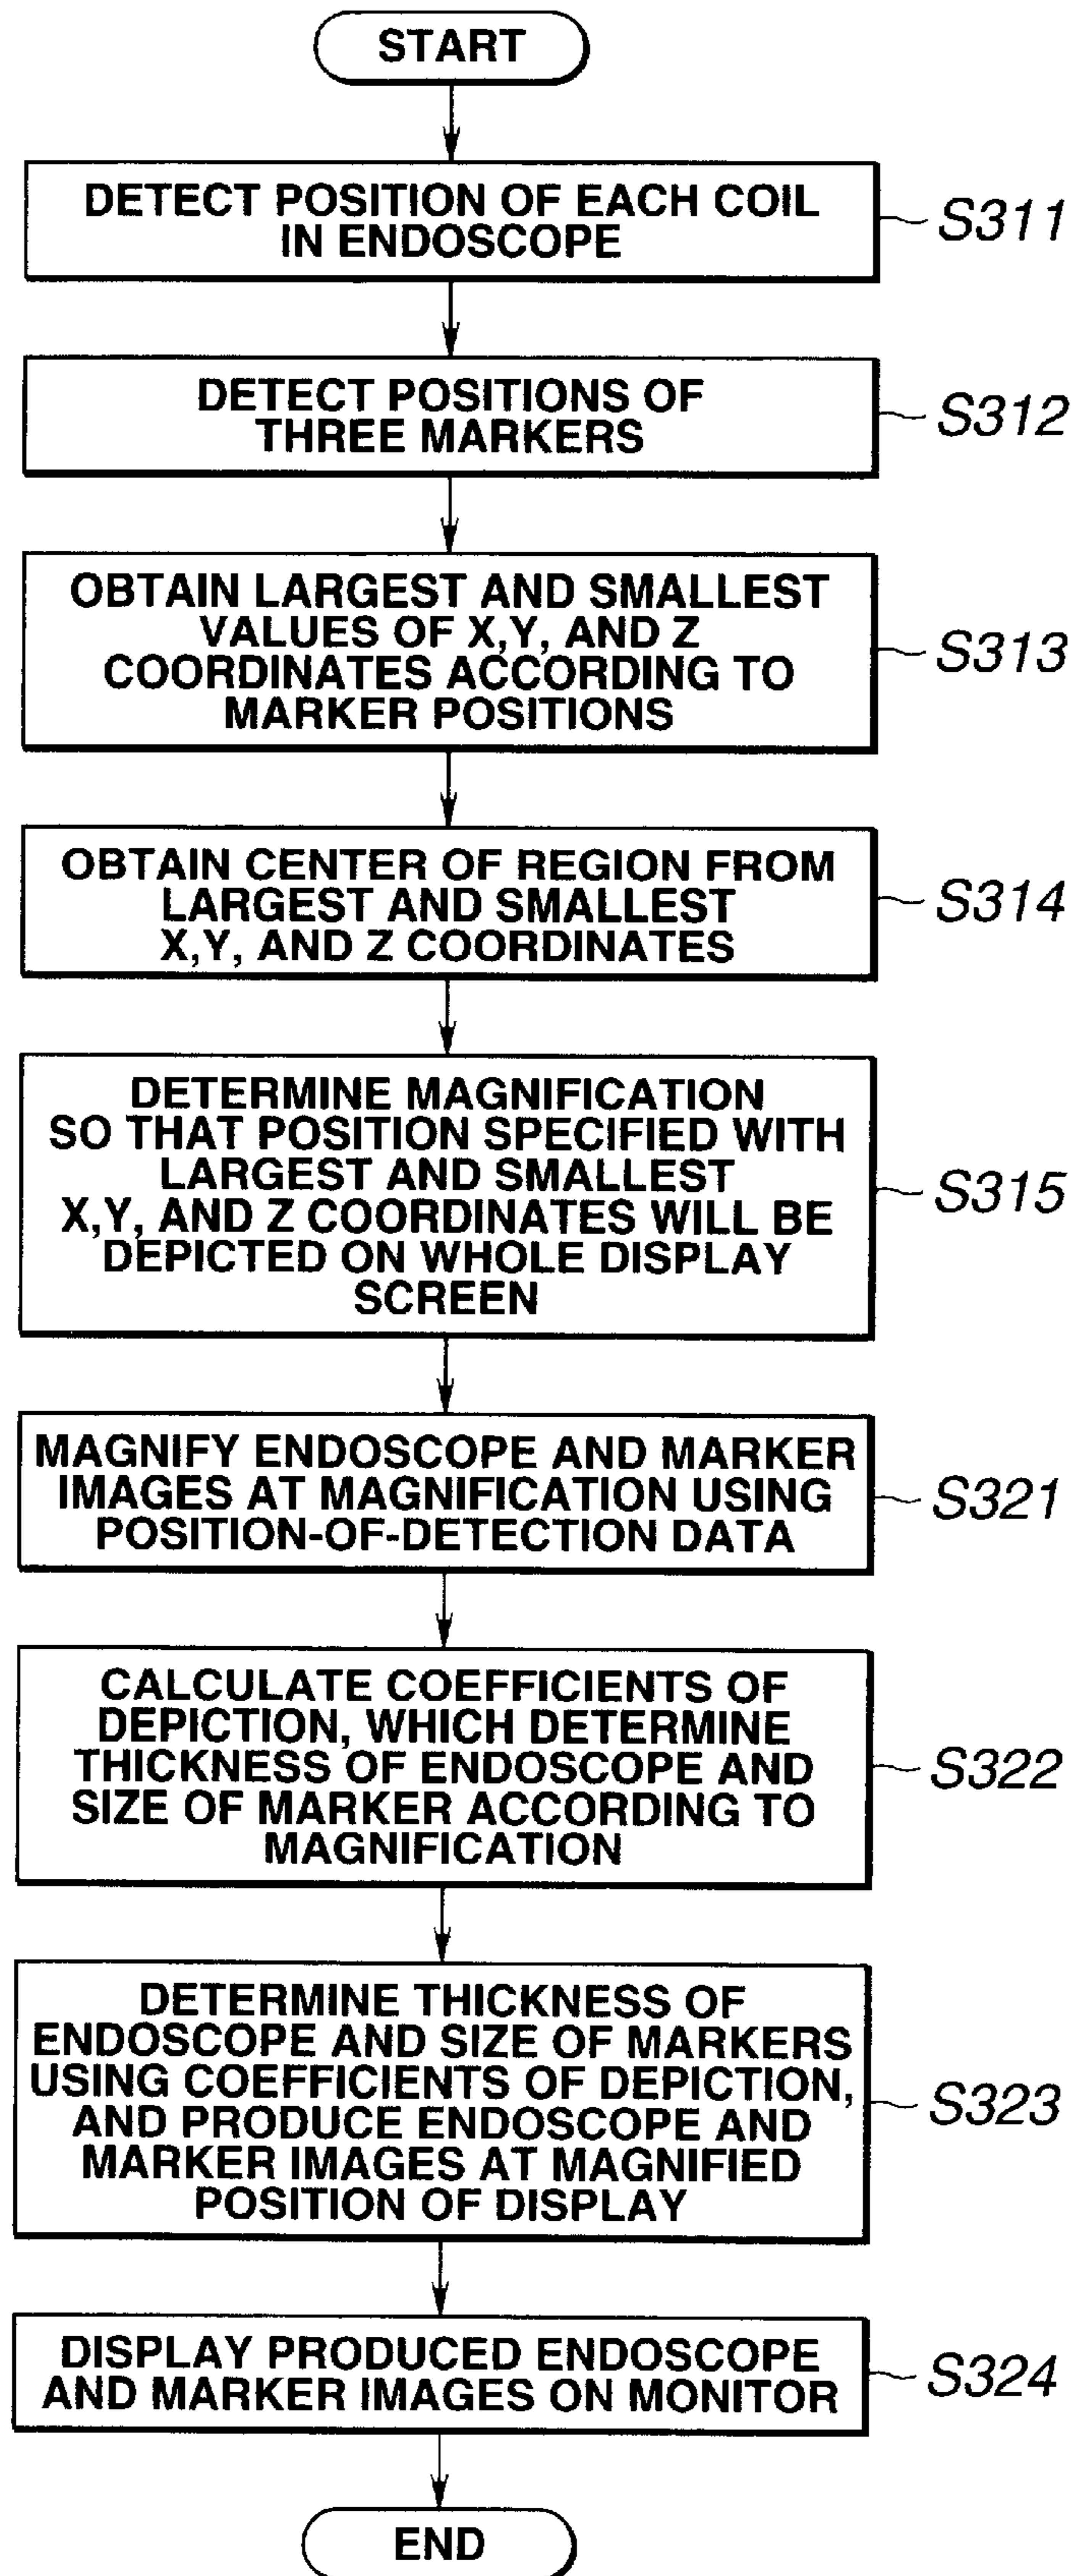 START
DETECT POSITION OF EACH COIL
IN ENDOSCOPE
S311
DETECT POSITIONS OF
THREE MARKERS
S312
OBTAIN LARGEST AND SMALLEST
VALUES OF X,Y, AND Z
COORDINATES ACCORDING TO
MARKER POSITIONS
S313
OBTAIN CENTER OF REGION FROM
LARGEST AND SMALLEST
X,Y, AND Z COORDINATES
S314
DETERMINE MAGNIFICATION
SO THAT POSITION SPECIFIED WITH
LARGEST AND SMALLEST
X,Y, AND Z COORDINATES WILL BE
DEPICTED ON WHOLE DISPLAY
SCREEN
S315
MAGNIFY ENDOSCOPE AND MARKER
IMAGES AT MAGNIFICATION USING
POSITION-OF-DETECTION DATA
S321
CALCULATE COEFFICIENTS OF
DEPICTION, WHICH DETERMINE
THICKNESS OF ENDOSCOPE AND
SIZE OF MARKER ACCORDING TO
MAGNIFICATION
S322
DETERMINE THICKNESS OF
ENDOSCOPE AND SIZE OF MARKERS
USING COEFFICIENTS OF DEPICTION,
AND PRODUCE ENDOSCOPE AND
MARKER IMAGES AT MAGNIFIED
POSITION OF DISPLAY
S323
DISPLAY PRODUCED ENDOSCOPE
AND MARKER IMAGES ON MONITOR
S324
END